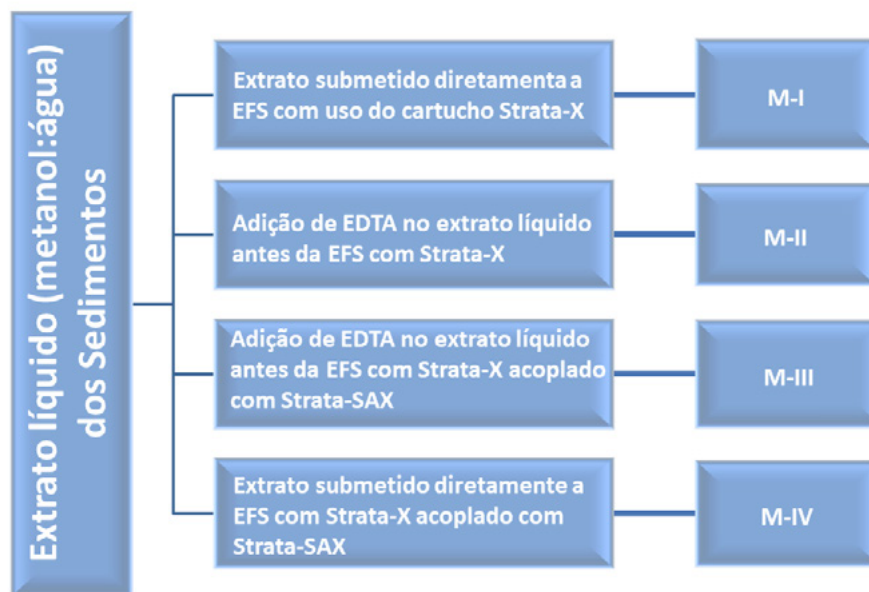 Extrato líquido (metanol:água)
dos Sedimentos
Extrato submetido diretamenta a
EFS com uso do cartucho Strata-X
M-I
Adição de EDTA no extrato líquido
antes da EFS com Strata-X
M-II
Adição de EDTA no extrato líquido
antes da EFS com Strata-X acoplado
com Strata-SAX
M-III
Extrato submetido diretamente a
EFS com Strata-X acoplado com
Strata-SAX
M-IV